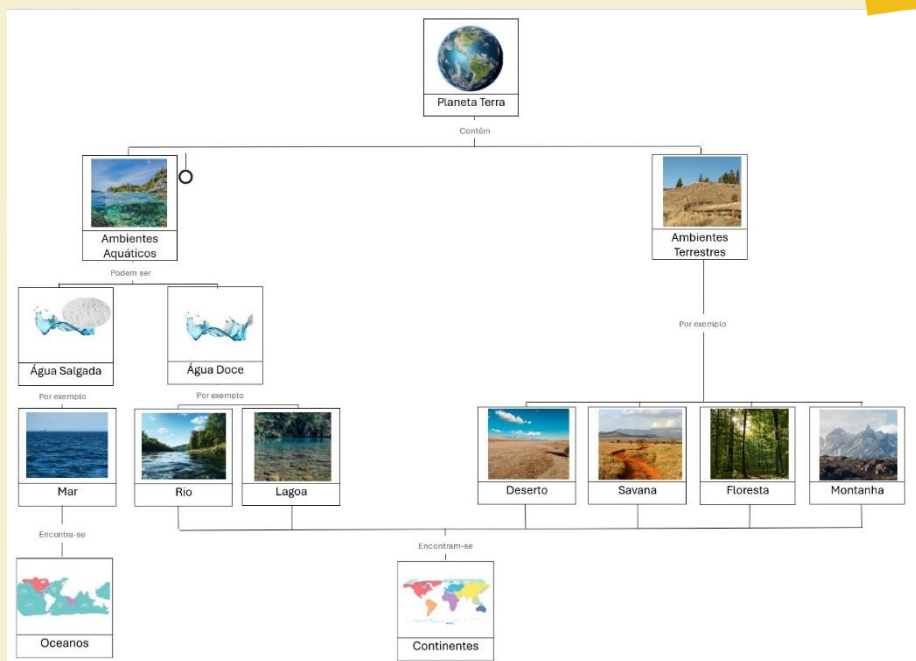 Planeta Terra
Contêm
Ambientes
Aquáticos
Ambientes
Terrestres
Podem ser
Por exemplo
Água Salgada
Água Doce
Por exemplo
Por exemplo
Mar
Rio
Lagoa
Deserto
Savana
Floresta
Montanha
Encontra-se
Encontram-se
Oceanos
Continentes